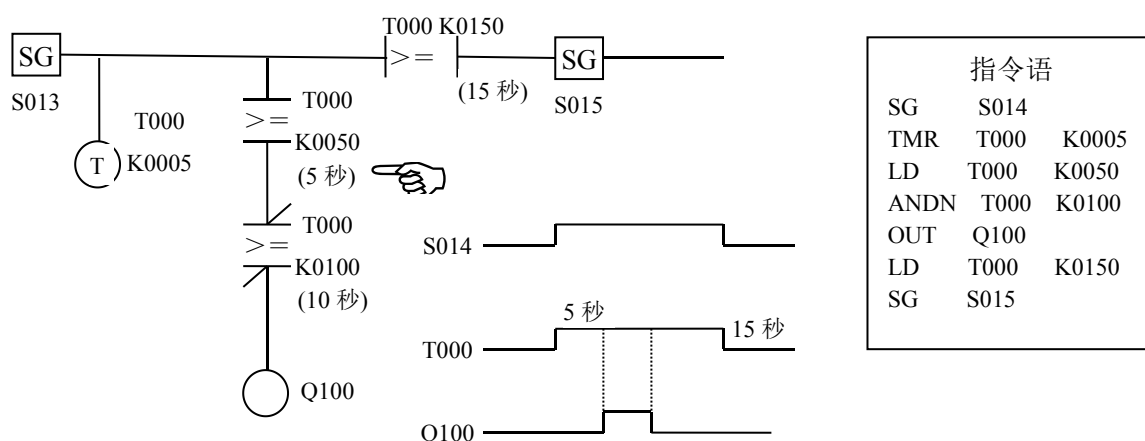 T000 K0150
SG
>=
SG
(15 秒)
S013
S015
T000
T000
>=
T
K0005
K0050
(5 秒)
T000
>=
K0100
(10 秒)
Q100
S014
5 秒
15 秒
T000
Q100
指令语
SG S014
TMR T000 K0005
LD T000 K0050
ANDN T000 K0100
OUT Q100
LD T000 K0150
SG S015